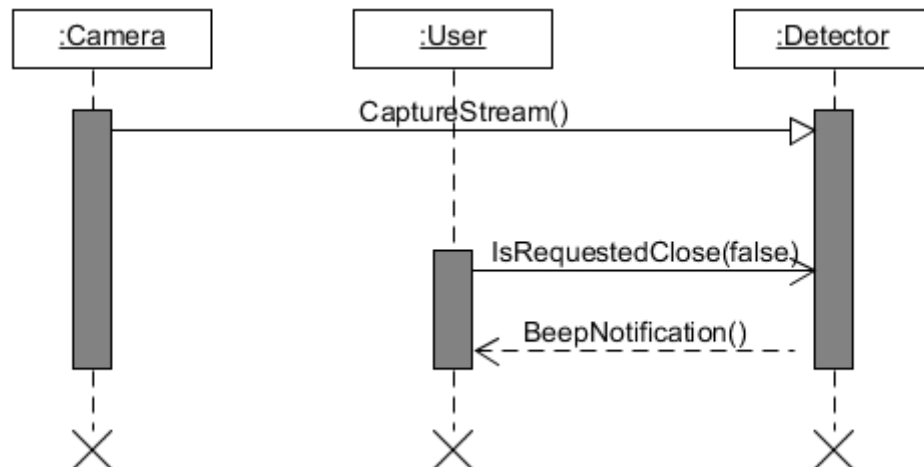 :Camera
:User
:Detector
CaptureStream()
IsRequestedClose(false)
BeepNotification()